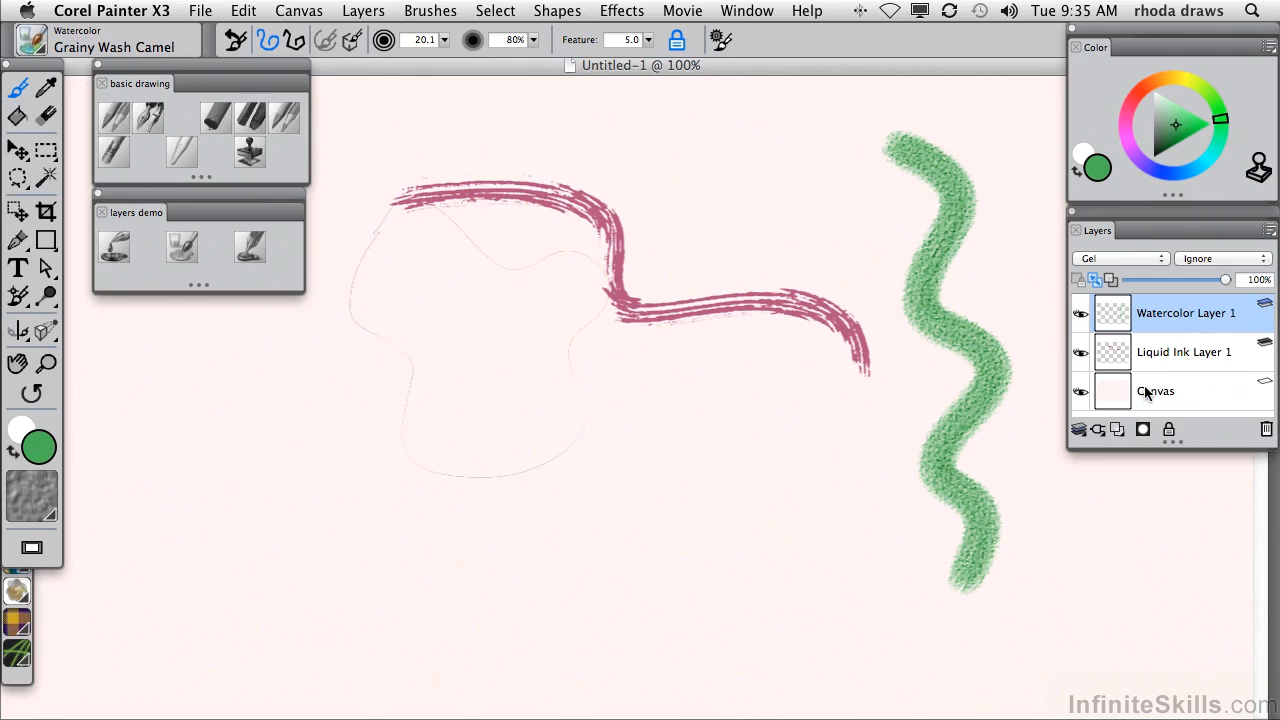 Corel Painter X3 File Edit Canvas Layers Brushes Select Shapes Effects Movie Window Help Tue 9:35 AM rhoda draws
Watercolor
Grainy Wash Camel
20.1 80% Feature: 5.0
Untitled-1 @ 100%
Color
basic drawing
layers demo
Layers
Gel Ignore
100%
Watercolor Layer 1
Liquid Ink Layer 1
Canvas
T
InfiniteSkills.com